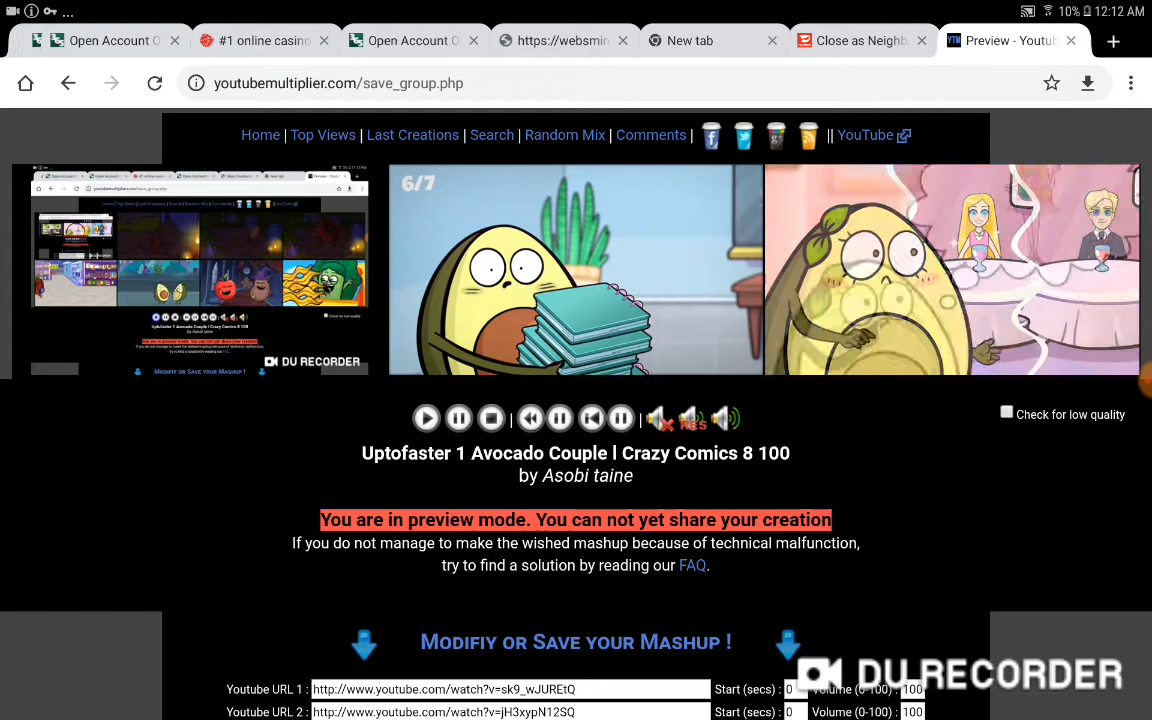 ... 10% 12:12 AM
Open Account O
#1 online casino
Open Account O
https://websmin
New tab
Close as Neighb
YTM Preview - Youtub
youtubemultiplier.com/save_group.php
Home | Top Views | Last Creations | Search | Random Mix | Comments | || YouTube
6/7
DU RECORDER
Check for low quality
Uptofaster 1 Avocado Couple l Crazy Comics 8 100
by Asobi taine
You are in preview mode. You can not yet share your creation
If you do not manage to make the wished mashup because of technical malfunction,
try to find a solution by reading our FAQ.
Modifiy or Save your Mashup !
DU RECORDER
Youtube URL 1 : http://www.youtube.com/watch?v=sk9_wJUREtQ Start (secs) : 0 Volume (0-100) : 100
Youtube URL 2 : http://www.youtube.com/watch?v=jH3xypN12SQ Start (secs) : 0 Volume (0-100) : 100